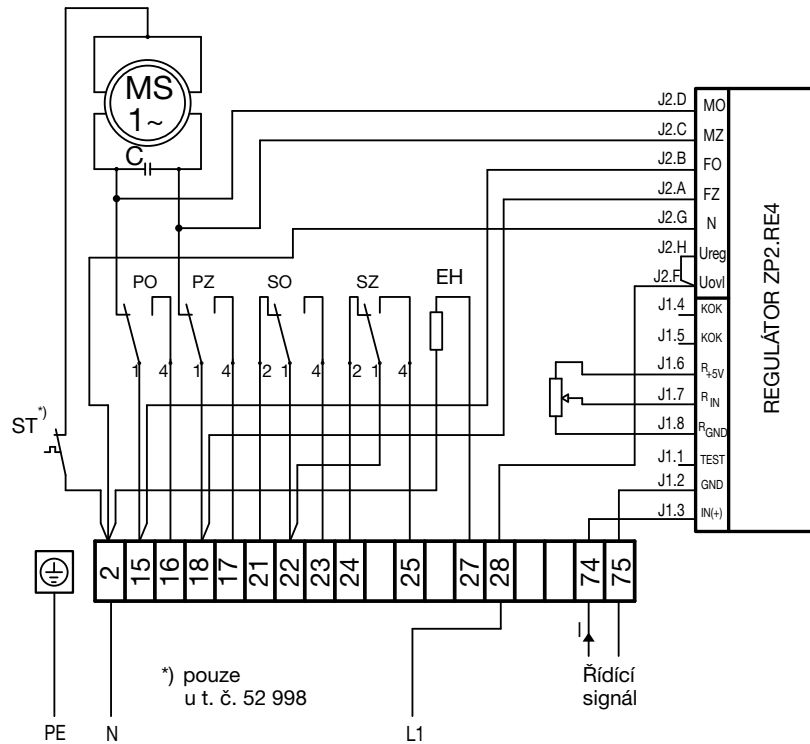 MS
1~
C
PO
PZ
SO
SZ
EH
1
4
1
4
2
1
4
2
1
4
ST*)
J2.D
J2.C
J2.B
J2.A
J2.G
J2.H
J2.F
J1.4
J1.5
J1.6
J1.7
J1.8
J1.1
J1.2
J1.3
MO
MZ
FO
FZ
N
Ureg
Uovl
KOK
KOK
R+5V
R IN
RGND
TEST
GND
IN(+)
REGULÁTOR ZP2.RE4
2
15
16
18
17
21
22
23
24
25
27
28
74
75
I
*) pouze
u t. č. 52 998
Řídící
signál
PE
N
L1